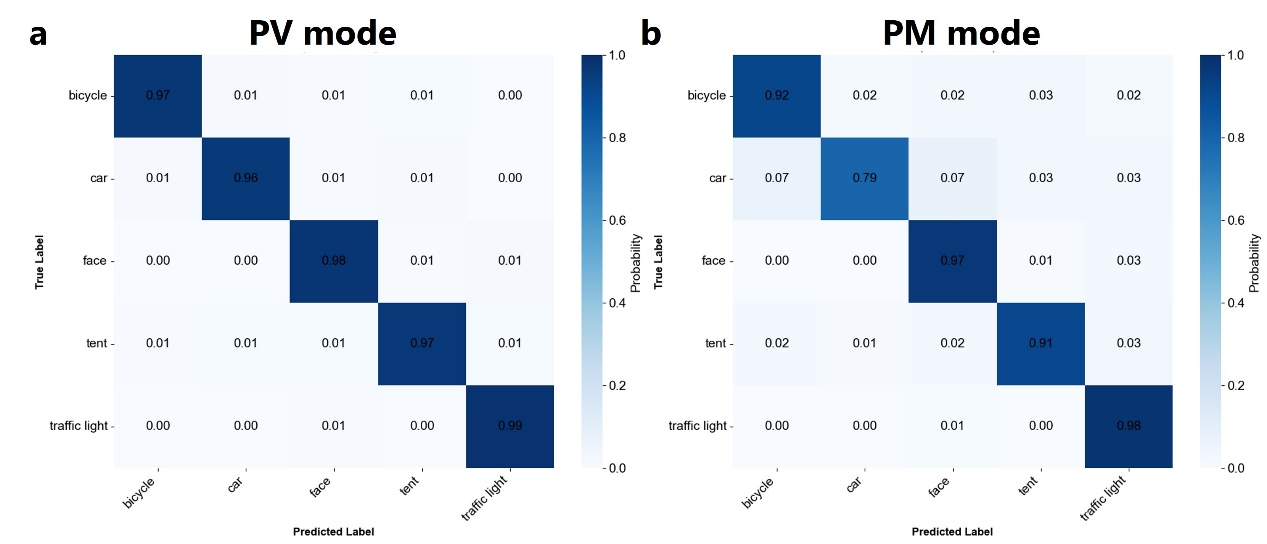 a
PV mode
bicycle 0.97 0.01 0.01 0.01 0.00
car 0.01 0.96 0.01 0.01 0.00
face 0.00 0.00 0.98 0.01 0.01
tent 0.01 0.01 0.01 0.97 0.01
traffic light 0.00 0.00 0.01 0.00 0.99
True Label
bicycle car face tent traffic light
Predicted Label
1.0
0.8
0.6
0.4
0.2
0.0
Probability
b
PM mode
bicycle 0.92 0.02 0.02 0.03 0.02
car 0.07 0.79 0.07 0.03 0.03
face 0.00 0.00 0.97 0.01 0.03
tent 0.02 0.01 0.02 0.91 0.03
traffic light 0.00 0.00 0.01 0.00 0.98
True Label
bicycle car face tent traffic light
Predicted Label
1.0
0.8
0.6
0.4
0.2
0.0
Probability